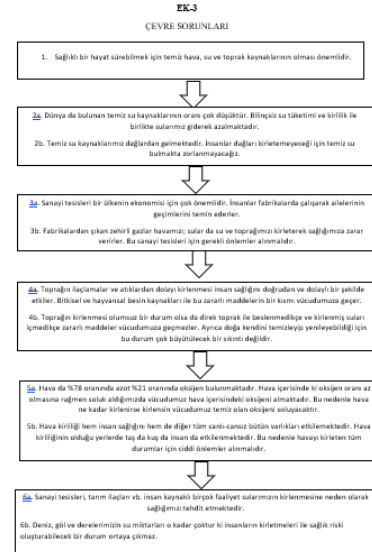 EK-3
ÇEVRE SORUNLARI
1. Sağlıklı bir hayat sürebilmek için temiz hava, su ve toprak kaynaklarının olması önemlidir.
2a. Dünya da bulunan temiz su kaynaklarının oranı çok düşüktür. Bilinçsiz su tüketimi ve kirlilik ile
birlikte sularımız giderek azalmaktadır.
2b. Temiz su kaynaklarımız dağlardan gelmektedir. İnsanlar dağları kirletemeyeceği için temiz su
bulmakta zorlanmayacağız.
3a. Sanayi tesisleri bir ülkenin ekonomisi için çok önemlidir. İnsanlar fabrikalarda çalışarak ailelerinin
geçimlerini temin ederler.
3b. Fabrikalardan çıkan zehirli gazlar havamızı; sular da su ve toprağımızı kirleterek sağlığımıza zarar
verirler. Bu sanayi tesisleri için gerekli önlemler alınmalıdır.
4a. Toprağın ilaçlamalar ve atıklardan dolayı kirlenmesi insan sağlığını doğrudan ve dolaylı bir şekilde
etkiler. Bitkisel ve hayvansal besin kaynakları ile bu zararlı maddelerin bir kısmı vücudumuza geçer.
4b. Toprağın kirlenmesi olumsuz bir durum olsa da direk toprak ile beslenmedikçe ve kirlenmiş suları
içmedikçe zararlı maddeler vücudumuza geçmezler. Ayrıca doğa kendini temizleyip yenileyebildiği için
bu durum çok büyütülecek bir sıkıntı değildir.
5a. Hava da %78 oranında azot %21 oranında oksijen bulunmaktadır. Hava içerisinde ki oksijen oranı az
olmasına rağmen soluk aldığımızda vücudumuz hava içerisindeki oksijeni almaktadır. Bu nedenle hava
ne kadar kirlenirse kirlensin vücudumuz temiz olan oksijeni soluyacaktır.
5b. Hava kirliliği hem insan sağlığını hem de diğer tüm canlı-cansız bütün varlıkları etkilemektedir. Hava
kirliliğinin olduğu yerlerde taş da kuş da insan da etkilenmektedir. Bu nedenle havayı kirleten tüm
durumlar için ciddi önlemler alınmalıdır.
6a. Sanayi tesisleri, tarım ilaçları vb. insan kaynaklı birçok faaliyet sularımızın kirlenmesine neden olarak
sağlığımızı tehdit etmektedir.
6b. Deniz, göl ve derelerimizin su miktarları o kadar çoktur ki insanların kirletmeleri ile sağlık riski
oluşturabilecek bir durum ortaya çıkmaz.